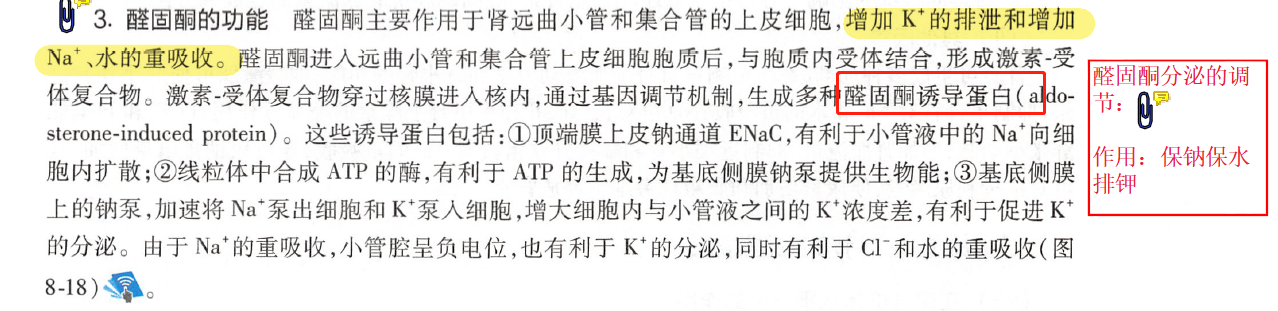 3. 醛固酮的功能 醛固酮主要作用于肾远曲小管和集合管的上皮细胞,增加 K⁺的排泄和增加
Na⁺、水的重吸收。醛固酮进入远曲小管和集合管上皮细胞胞质后,与胞质内受体结合,形成激素-受
体复合物。激素-受体复合物穿过核膜进入核内,通过基因调节机制,生成多种醛固酮诱导蛋白(aldo-
sterone-induced protein)。这些诱导蛋白包括:①顶端膜上皮钠通道 ENaC,有利于小管液中的 Na⁺向细
胞内扩散;②线粒体中合成 ATP 的酶,有利于 ATP 的生成,为基底侧膜钠泵提供生物能;③基底侧膜
上的钠泵,加速将 Na⁺泵出细胞和 K⁺泵入细胞,增大细胞内与小管液之间的 K⁺浓度差,有利于促进 K⁺
的分泌。由于 Na⁺的重吸收,小管腔呈负电位,也有利于 K⁺的分泌,同时有利于 Cl⁻和水的重吸收(图
8-18)。
醛固酮分泌的调
节:
作用:保钠保水
排钾